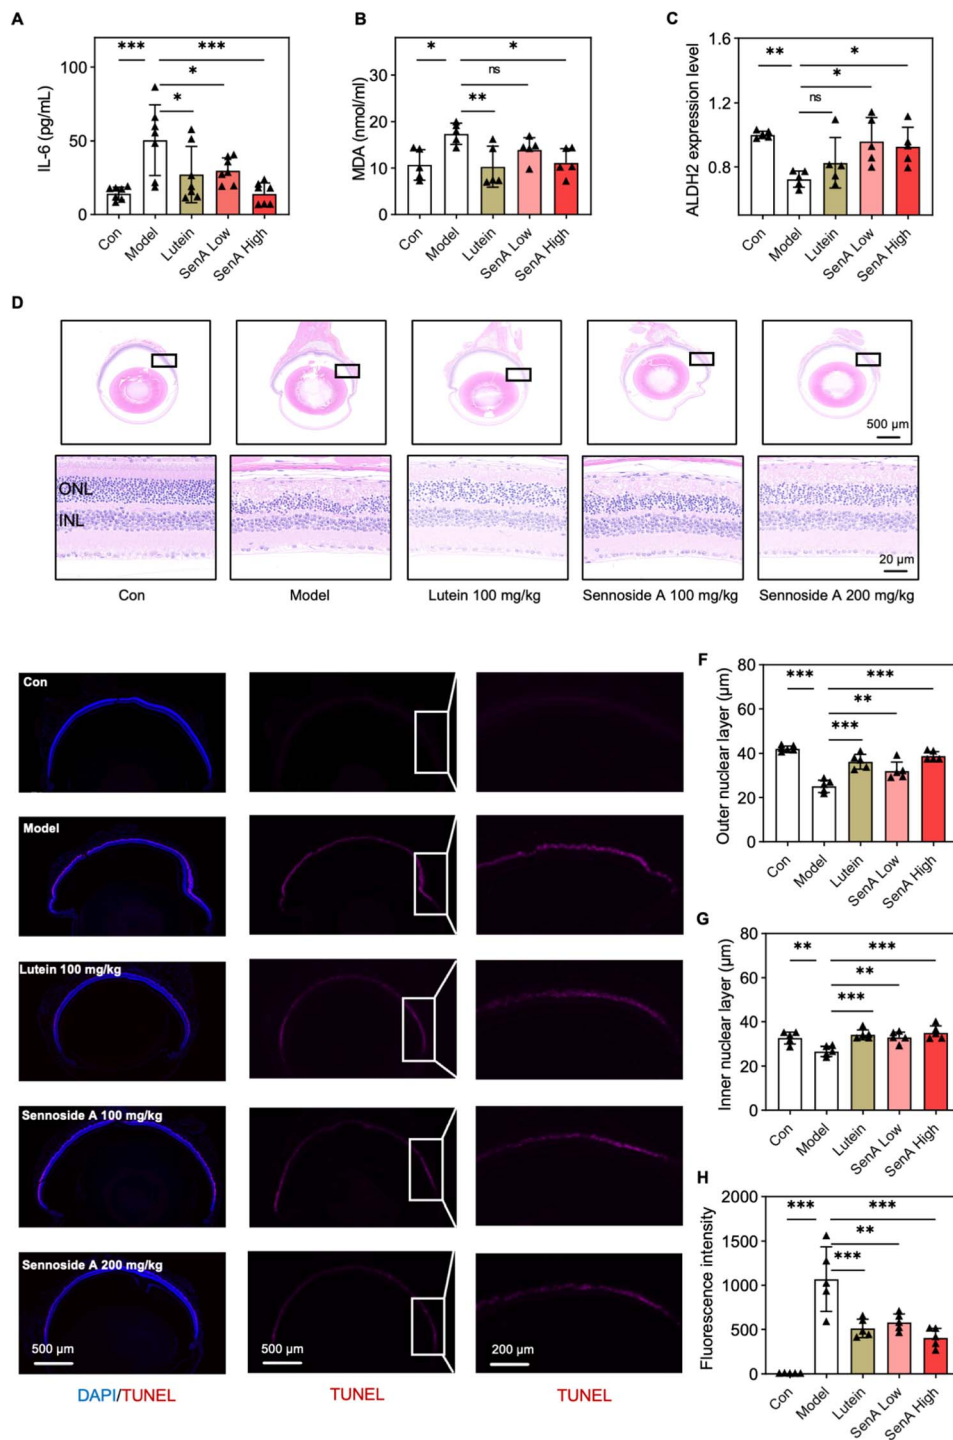 A
IL-6 (pg/mL)
100
50
0
***
***
*
*
Con
Model
Lutein
SenA Low
SenA High
B
MDA (nmol/ml)
30
20
10
0
*
*
ns
**
Con
Model
Lutein
SenA Low
SenA High
C
ALDH2 expression level
1.6
1.2
0.8
**
*
*
ns
Con
Model
Lutein
SenA Low
SenA High
D
500 µm
ONL
INL
20 µm
Con
Model
Lutein 100 mg/kg
Sennoside A 100 mg/kg
Sennoside A 200 mg/kg
Con
Model
Lutein 100 mg/kg
Sennoside A 100 mg/kg
Sennoside A 200 mg/kg
500 µm
500 µm
200 µm
DAPI/TUNEL
TUNEL
TUNEL
F
Outer nuclear layer (µm)
80
60
40
20
0
***
***
**
***
Con
Model
Lutein
SenA Low
SenA High
G
Inner nuclear layer (µm)
80
60
40
20
0
**
***
**
***
Con
Model
Lutein
SenA Low
SenA High
H
Fluorescence intensity
2000
1500
1000
500
0
***
***
**
***
Con
Model
Lutein
SenA Low
SenA High